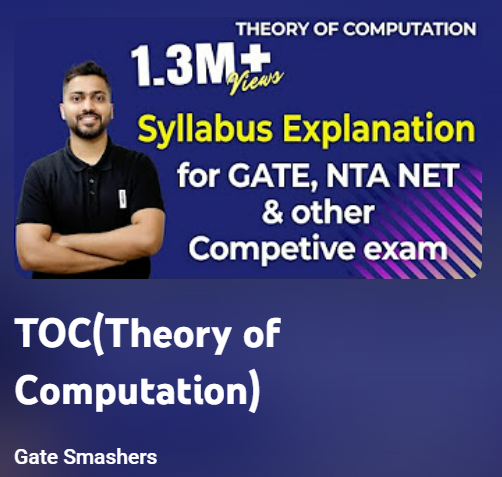 THEORY OF COMPUTATION
1.3M+
Views
Syllabus Explanation
for GATE, NTA NET
& other
Competive exam
TOC(Theory of
Computation)
Gate Smashers